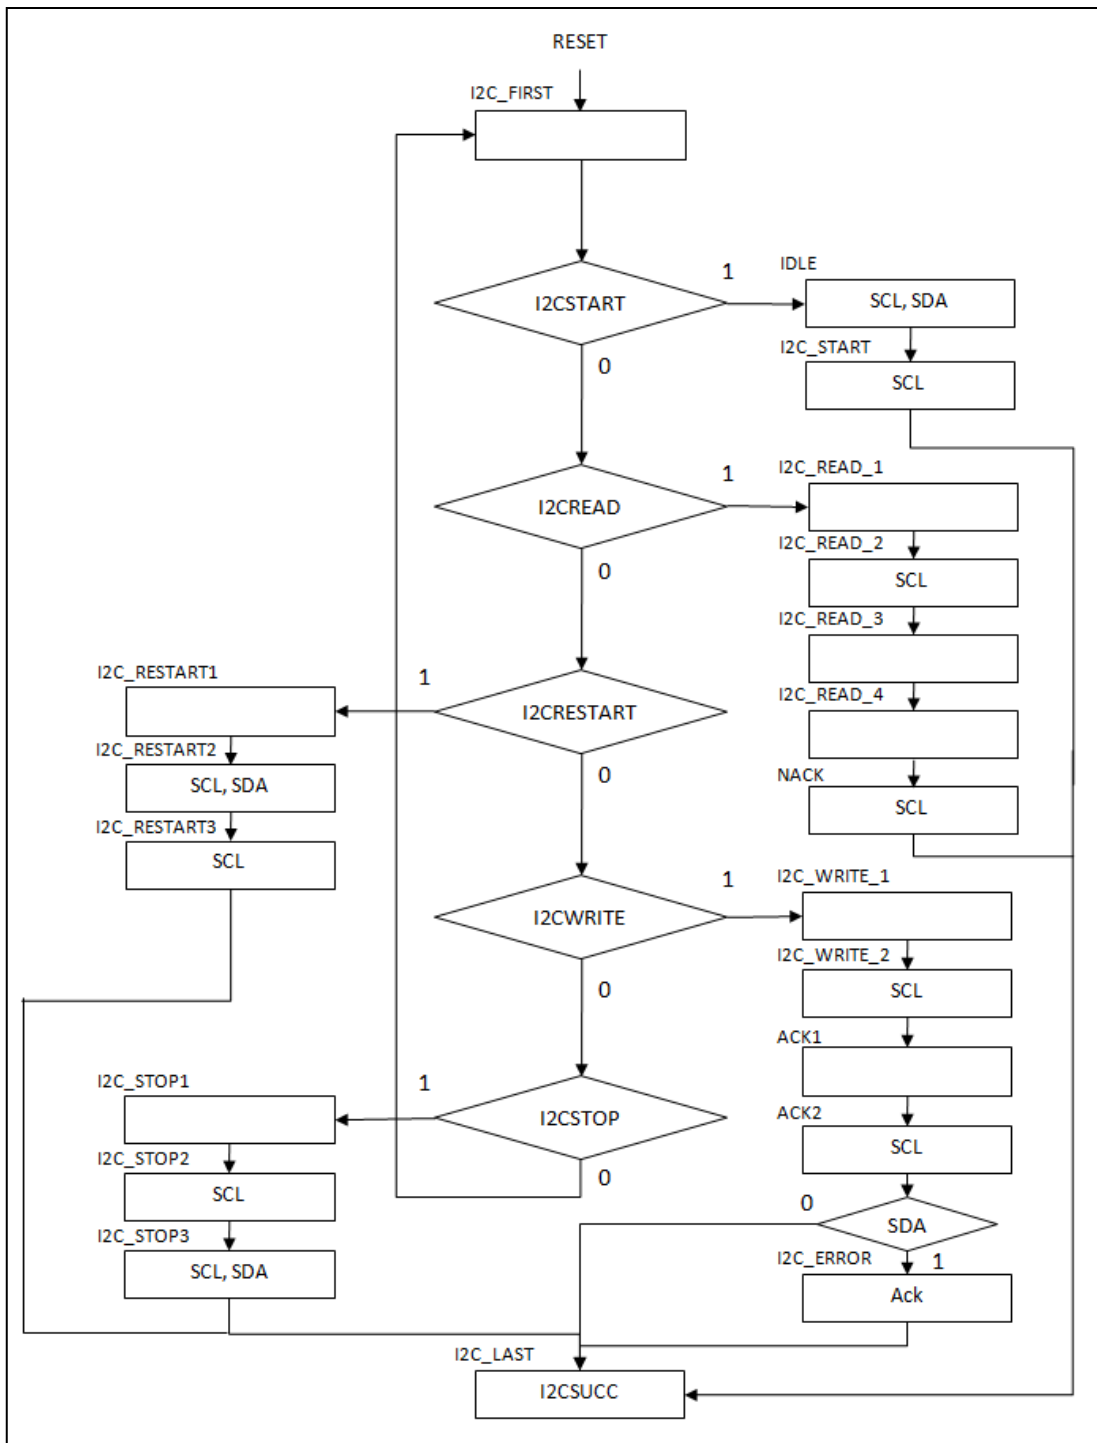 RESET
I2C_FIRST
1
IDLE
I2CSTART
SCL, SDA
I2C_START
0
SCL
1
I2C_READ_1
I2CREAD
I2C_READ_2
0
SCL
I2C_READ_3
I2C_RESTART1
1
I2C_READ_4
I2CRESTART
I2C_RESTART2
0
NACK
SCL, SDA
SCL
I2C_RESTART3
SCL
1
I2C_WRITE_1
I2CWRITE
I2C_WRITE_2
0
SCL
ACK1
I2C_STOP1
1
I2CSTOP
ACK2
SCL
I2C_STOP2
0
SCL
0
SDA
I2C_STOP3
I2C_ERROR
1
SCL, SDA
Ack
I2C_LAST
I2CSUCC